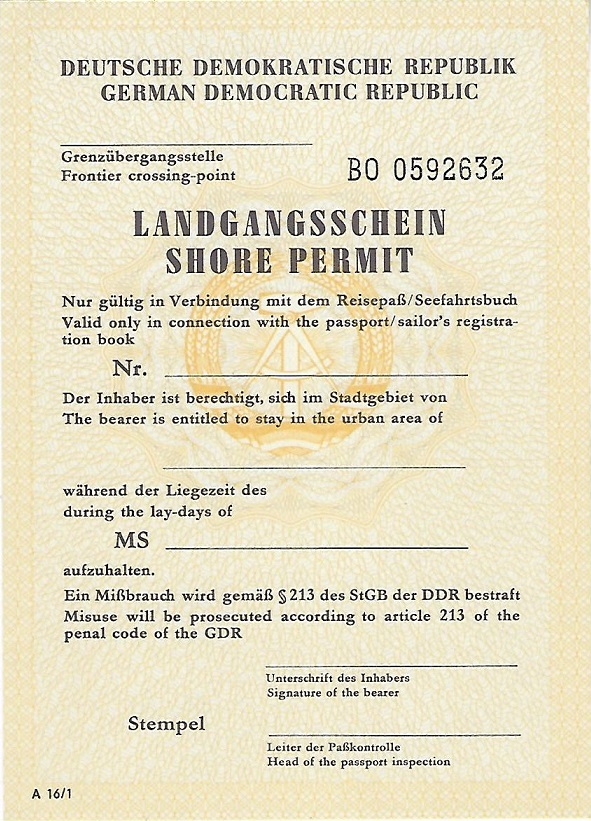 DEUTSCHE DEMOKRATISCHE REPUBLIK
GERMAN DEMOCRATIC REPUBLIC
Grenzübergangsstelle
Frontier crossing-point
BO 0592632
LANDGANGSSCHEIN
SHORE PERMIT
Nur gültig in Verbindung mit dem Reisepaß/Seefahrtsbuch
Valid only in connection with the passport/sailor's registra-
tion book
Nr.
Der Inhaber ist berechtigt, sich im Stadtgebiet von
The bearer is entitled to stay in the urban area of
während der Liegezeit des
during the lay-days of
MS
aufzuhalten.
Ein Mißbrauch wird gemäß § 213 des StGB der DDR bestraft
Misuse will be prosecuted according to article 213 of the
penal code of the GDR
Unterschrift des Inhabers
Signature of the bearer
Stempel
Leiter der Paßkontrolle
Head of the passport inspection
A 16/1